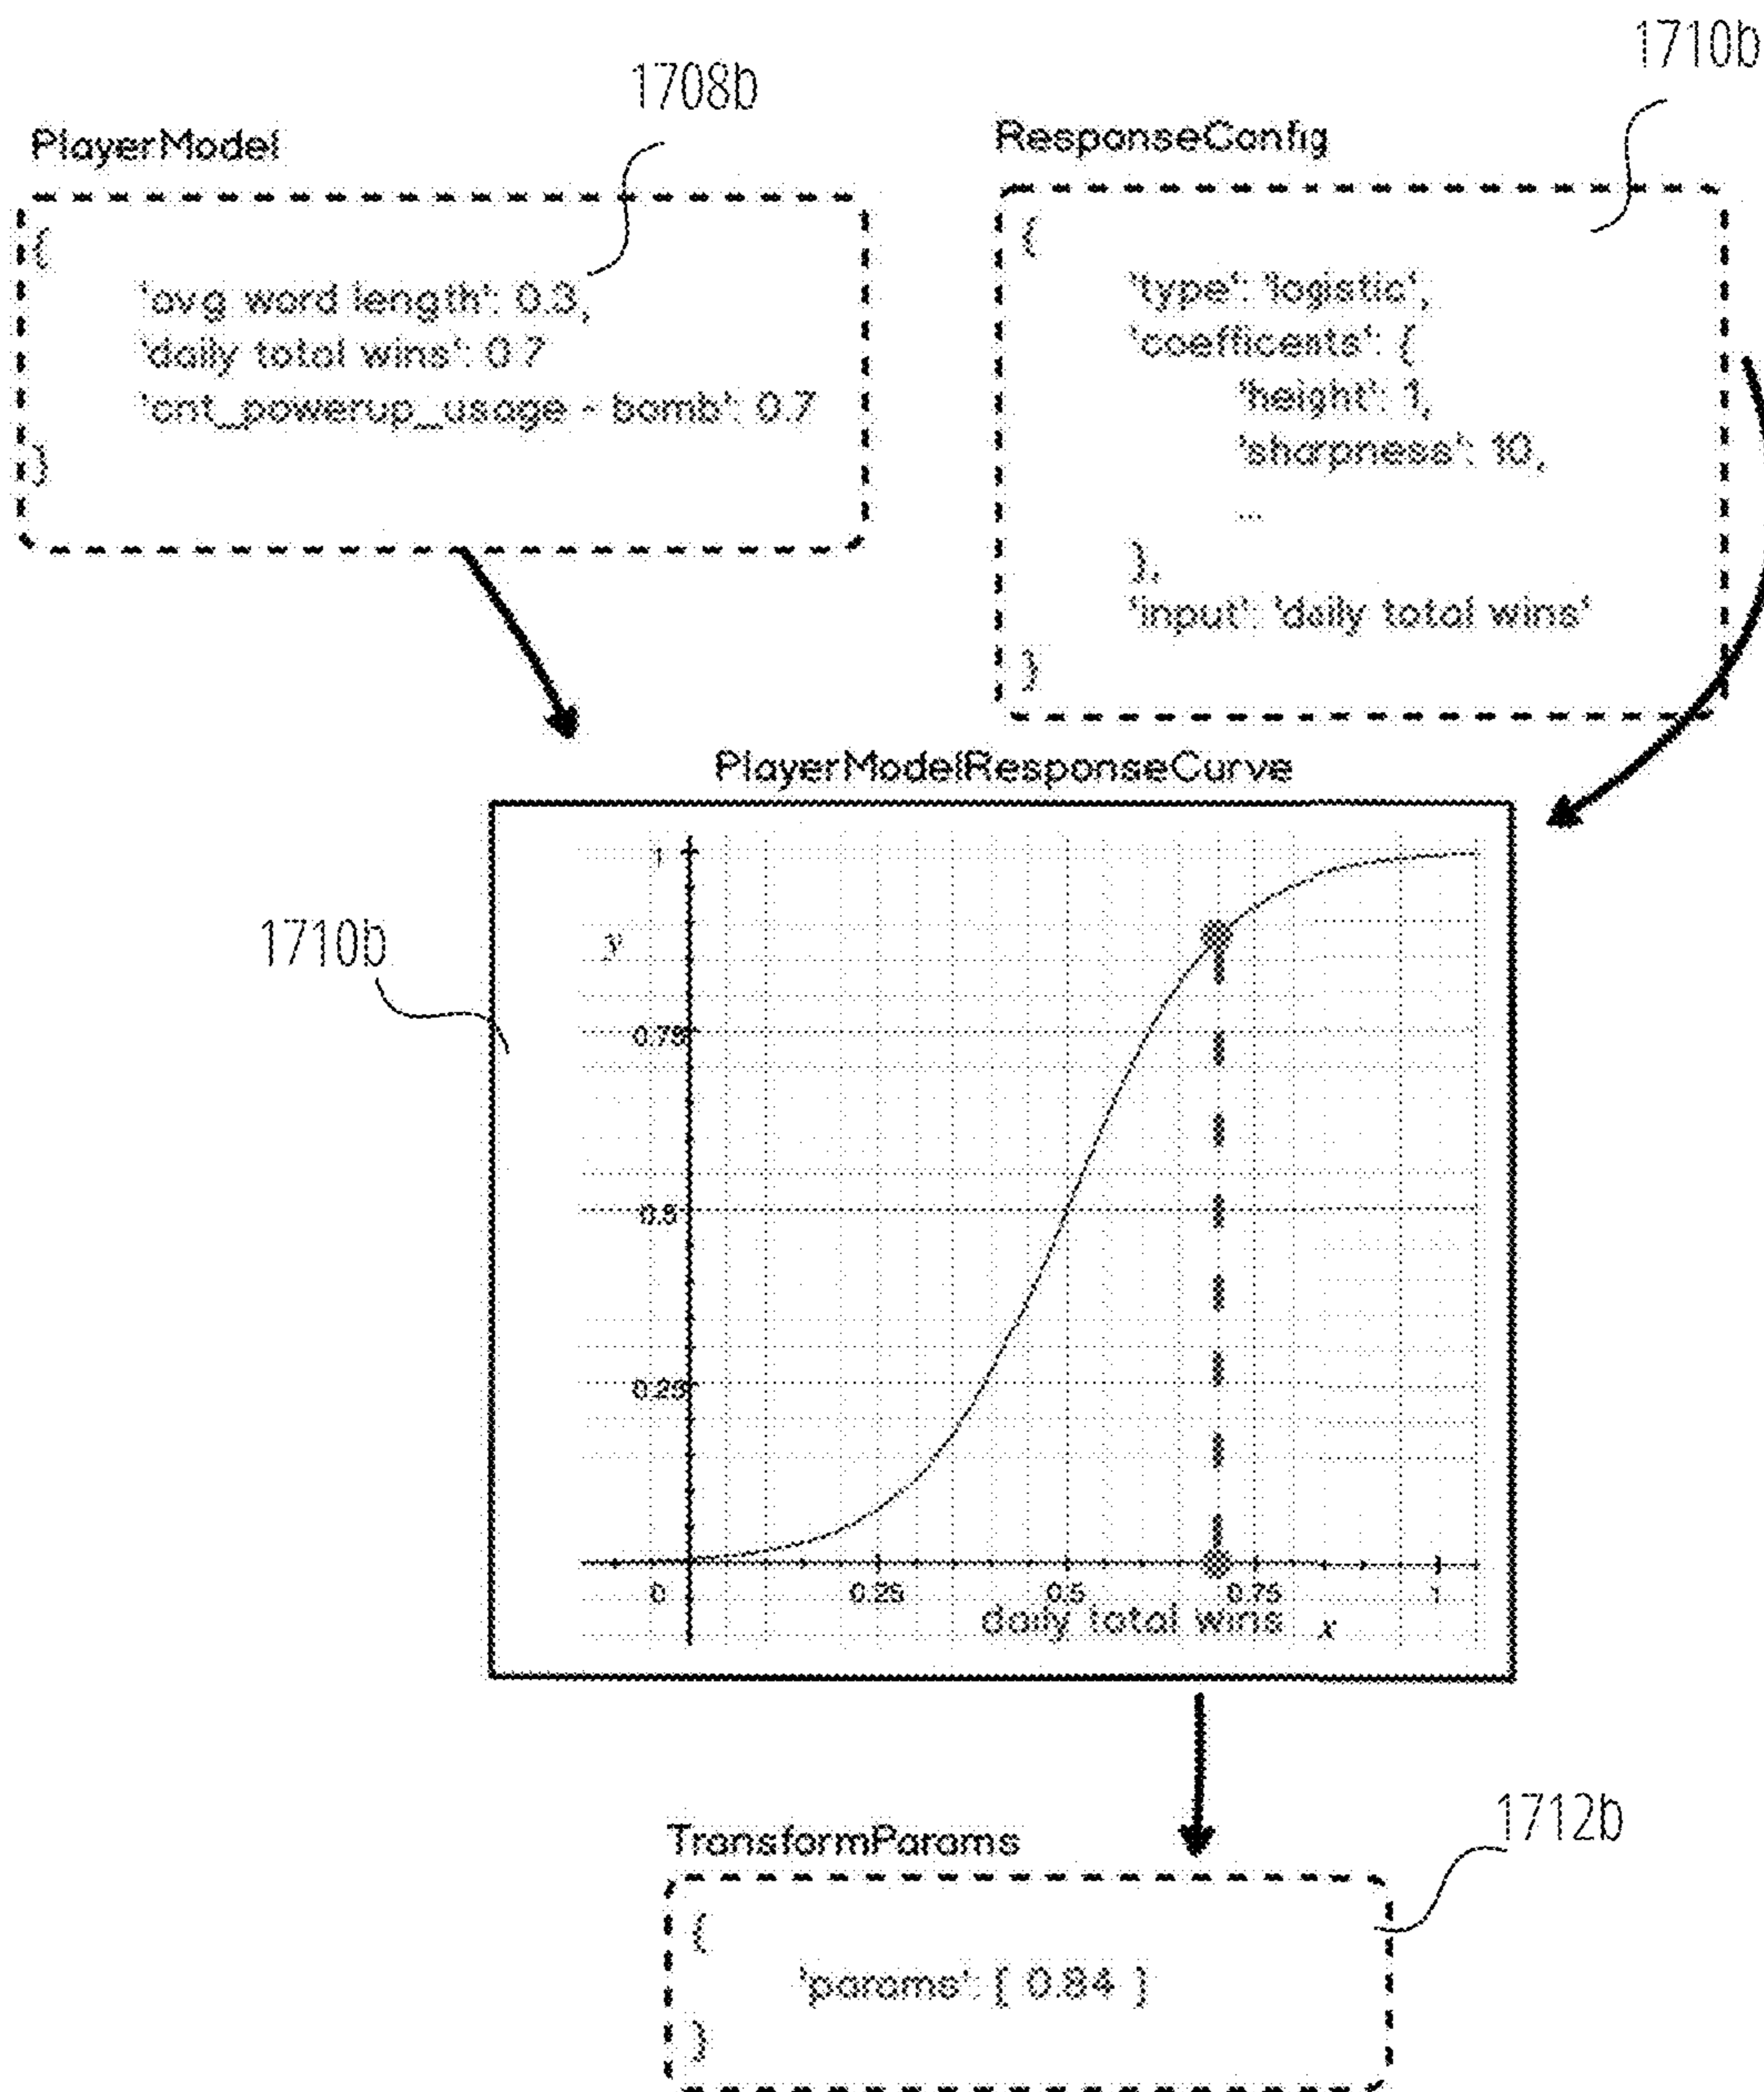 1710b
1708b
PlayerModel
ResponseConfig
{
'avg word length': 0.3,
'daily total wins': 0.7
'cnt_powerup_usage - bomb': 0.7
}
{
'type': 'logistic',
'coefficents': {
'height': 1,
'sharpness': 10,
...
},
'input': 'daily total wins'
}
PlayerModelResponseCurve
1710b
1
y
0.75
0.5
0.25
0
0.25
0.5
0.75
1
daily total wins x
1712b
TransformParams
{
'params': [ 0.84 ]
}